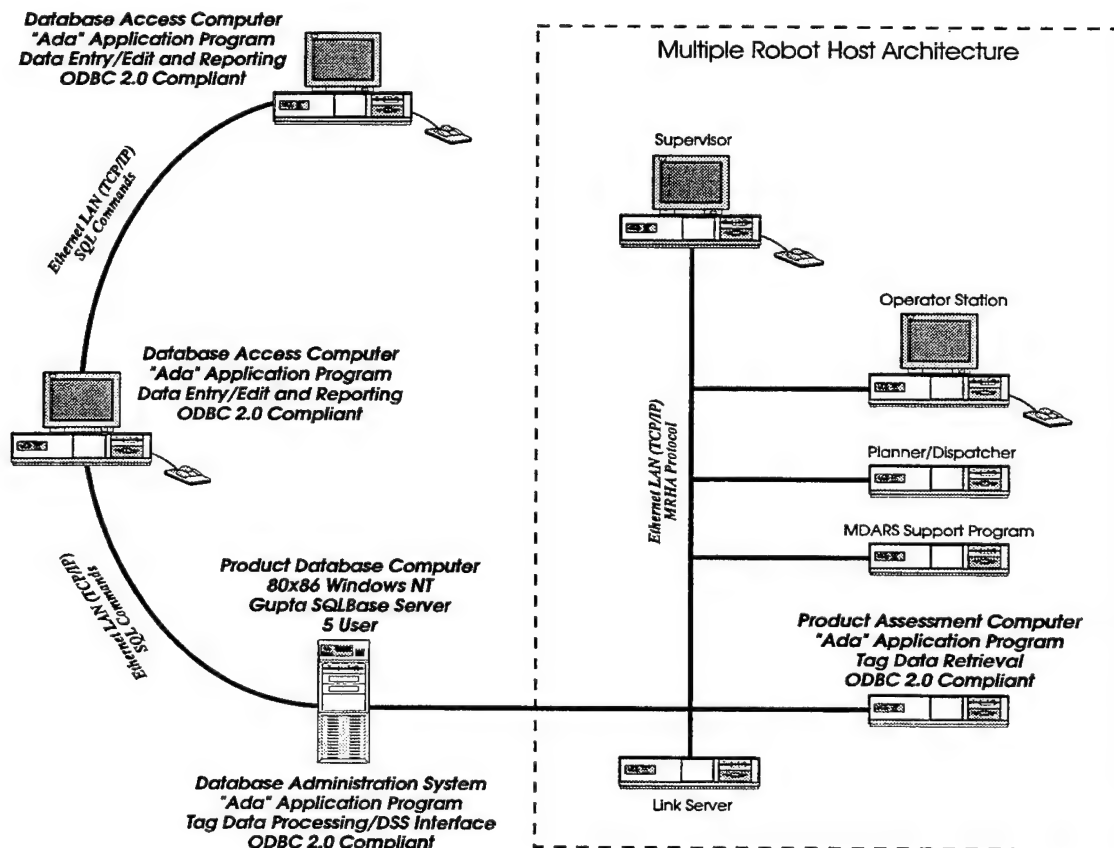 Database Access Computer
"Ada" Application Program
Data Entry/Edit and Reporting
ODBC 2.0 Compliant
Multiple Robot Host Architecture
Supervisor
Ethernet LAN (TCP/IP)
SQL Commands
Operator Station
Database Access Computer
"Ada" Application Program
Data Entry/Edit and Reporting
ODBC 2.0 Compliant
Ethernet LAN (TCP/IP)
MRHA Protocol
Planner/Dispatcher
MDARS Support Program
Ethernet LAN (TCP/IP)
SQL Commands
Product Database Computer
80x86 Windows NT
Gupta SQLBase Server
5 User
Product Assessment Computer
"Ada" Application Program
Tag Data Retrieval
ODBC 2.0 Compliant
Database Administration System
"Ada" Application Program
Tag Data Processing/DSS Interface
ODBC 2.0 Compliant
Link Server